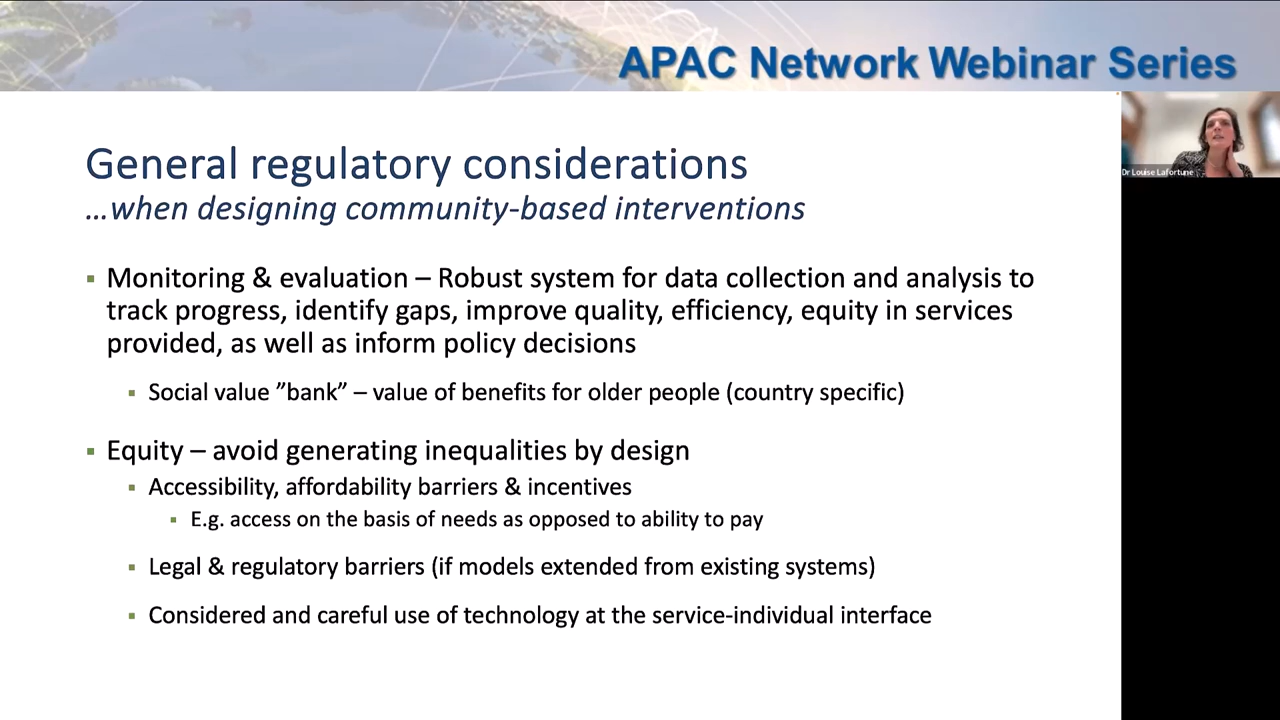 APAC Network Webinar Series
Dr Louise Lafortune
General regulatory considerations
…when designing community-based interventions
▪ Monitoring & evaluation – Robust system for data collection and analysis to
track progress, identify gaps, improve quality, efficiency, equity in services
provided, as well as inform policy decisions
▪ Social value ”bank” – value of benefits for older people (country specific)
▪ Equity – avoid generating inequalities by design
▪ Accessibility, affordability barriers & incentives
▪ E.g. access on the basis of needs as opposed to ability to pay
▪ Legal & regulatory barriers (if models extended from existing systems)
▪ Considered and careful use of technology at the service-individual interface